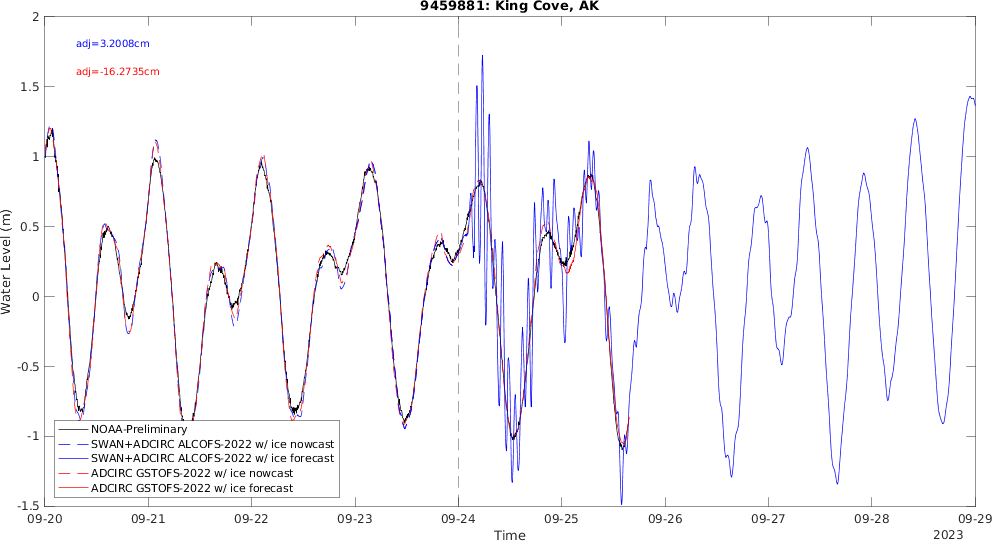 9459881: King Cove, AK
2
adj=3.2008cm
adj=-16.2735cm
1.5
1
0.5
0
-0.5
-1
-1.5
Water Level (m)
NOAA-Preliminary
SWAN+ADCIRC ALCOFS-2022 w/ ice nowcast
SWAN+ADCIRC ALCOFS-2022 w/ ice forecast
ADCIRC GSTOFS-2022 w/ ice nowcast
ADCIRC GSTOFS-2022 w/ ice forecast
09-20 09-21 09-22 09-23 09-24 09-25 09-26 09-27 09-28 09-29
Time
2023